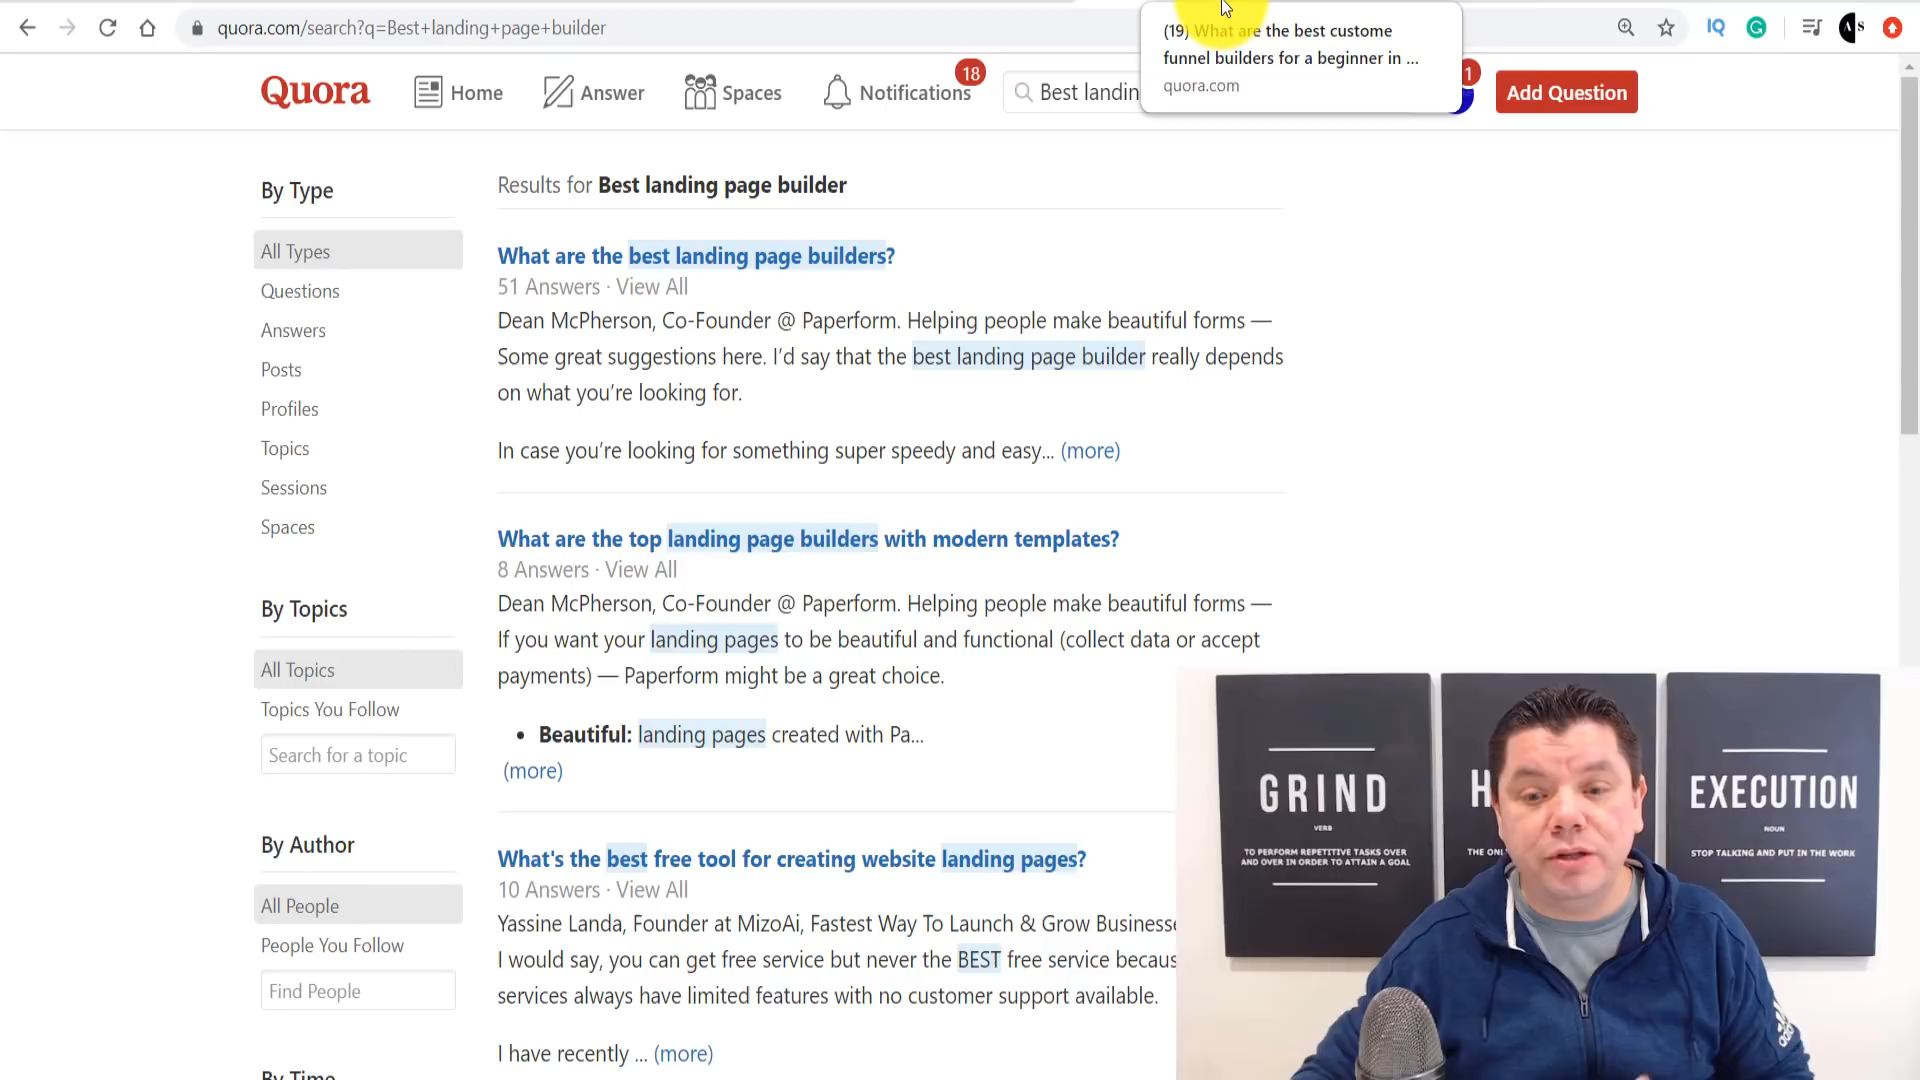 quora.com/search?q=Best+landing+page+builder
(19) What are the best custome
funnel builders for a beginner in ...
quora.com
IQ
G
A s
Quora
Home
Answer
Spaces
Notifications
18
Best landin
1
Add Question
By Type
All Types
Questions
Answers
Posts
Profiles
Topics
Sessions
Spaces
By Topics
All Topics
Topics You Follow
Search for a topic
By Author
All People
People You Follow
Find People
By Time
Results for Best landing page builder
What are the best landing page builders?
51 Answers · View All
Dean McPherson, Co-Founder @ Paperform. Helping people make beautiful forms —
Some great suggestions here. I’d say that the best landing page builder really depends
on what you’re looking for.
In case you’re looking for something super speedy and easy... (more)
What are the top landing page builders with modern templates?
8 Answers · View All
Dean McPherson, Co-Founder @ Paperform. Helping people make beautiful forms —
If you want your landing pages to be beautiful and functional (collect data or accept
payments) — Paperform might be a great choice.
• Beautiful: landing pages created with Pa...
(more)
What's the best free tool for creating website landing pages?
10 Answers · View All
Yassine Landa, Founder at MizoAi, Fastest Way To Launch & Grow Businesse
I would say, you can get free service but never the BEST free service becaus
services always have limited features with no customer support available.
I have recently ... (more)
GRIND
VERB
TO PERFORM REPETITIVE TASKS OVER
AND OVER IN ORDER TO ATTAIN A GOAL
H
THE ONL
EXECUTION
NOUN
STOP TALKING AND PUT IN THE WORK
adidas